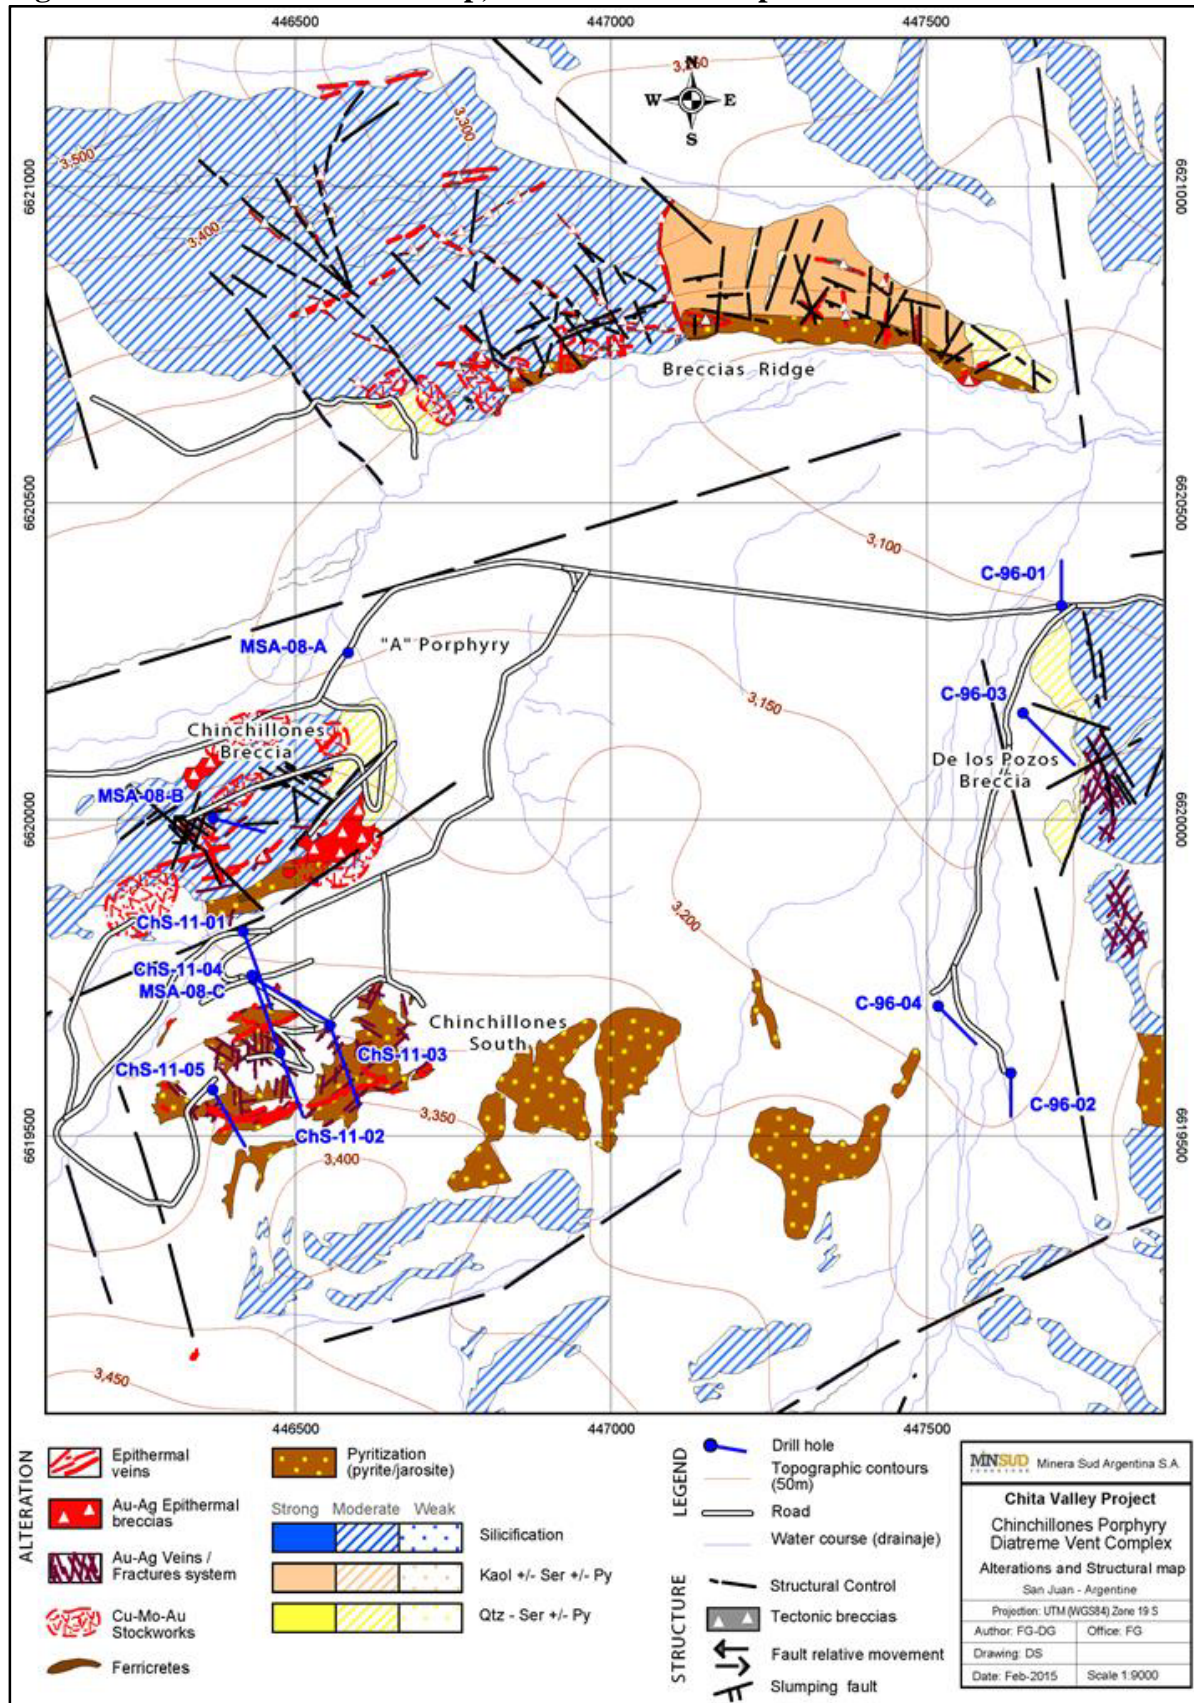 446500 447000 447500
N
W E
S
6621000
6621000
3,300
3,500
3,400
Breccias Ridge
6620500
6620500
3,100
C-96-01
MSA-08-A
"A" Porphyry
C-96-03
3,150
Chinchillones
Breccia
De los Pozos
Breccia
MSA-08-B
6620000
6620000
3,200
ChS-11-01
ChS-11-04
MSA-08-C
C-96-04
Chinchillones
South
ChS-11-03
ChS-11-05
C-96-02
3,350
ChS-11-02
6619500
6619500
3,400
3,450
446500 447000 447500
ALTERATION
Epithermal
veins
Au-Ag Epithermal
breccias
Au-Ag Veins /
Fractures system
Cu-Mo-Au
Stockworks
Ferricretes
Pyritization
(pyrite/jarosite)
Strong Moderate Weak
Silicification
Kaol +/- Ser +/- Py
Qtz - Ser +/- Py
LEGEND
Drill hole
Topographic contours
(50m)
Road
Water course (drainaje)
STRUCTURE
Structural Control
Tectonic breccias
Fault relative movement
Slumping fault
MINSUD Minera Sud Argentina S.A.
Chita Valley Project
Chinchillones Porphyry
Diatreme Vent Complex
Alterations and Structural map
San Juan - Argentine
Projection: UTM (WGS84) Zone 19 S
Author: FG-DG Office: FG
Drawing: DS
Date: Feb-2015 Scale 1:9000